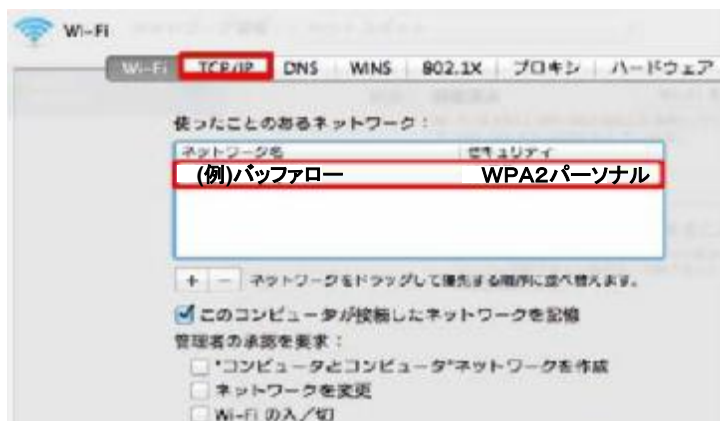 Wi-Fi
Wi-Fi TCP/IP DNS WINS 802.1X プロキシ ハードウェア
使ったことのあるネットワーク：
ネットワーク名 セキュリティ
(例)バッファロー WPA2パーソナル
+ − ネットワークをドラッグして優先する順序に並べ替えます。
このコンピュータが接続したネットワークを記憶
管理者の承認を要求：
"コンピュータとコンピュータ"ネットワークを作成
ネットワークを変更
Wi-Fi の入／切